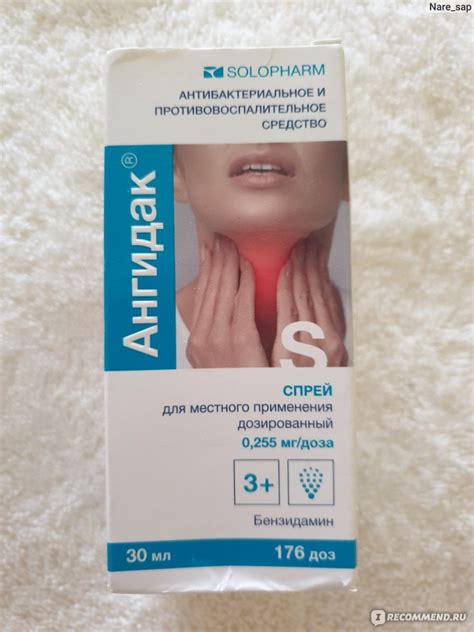 Nare_sap
SOLOPHARM
АНТИБАКТЕРИАЛЬНОЕ И
ПРОТИВОВОСПАЛИТЕЛЬНОЕ
СРЕДСТВО
Ангидак®
S
СПРЕЙ
для местного применения
дозированный
0,255 мг/доза
3+
Бензидамин
30 мл 176 доз
I RECOMMEND.RU